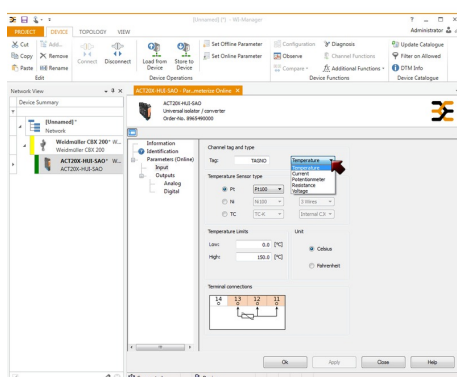 [Unnamed]* - WI-Manager
PROJECT DEVICE TOPOLOGY VIEW Administrator
Cut Add... Set Offline Parameter Configuration Diagnosis Update Catalogue
Copy Remove Connect Disconnect Load from Device Store to Device Set Online Parameter Observe Channel Functions Filter on Allowed
Paste Rename Compare Additional Functions DTM Info
Edit Device Operations Device Functions Device Catalogue
Network View
ACT20X-HUI-SAO - Par...meterize Online
Device Summary
ACT20X-HUI-SAO
Universal isolator / converter
Order-No. 8965490000
[Unnamed]*
Network
Weidmüller CBX 200* W...
Weidmüller CBX 200
ACT20X-HUI-SAO* W...
ACT20X-HUI-SAO
Information
Identification
Parameters (Online)
Input
Outputs
Analog
Digital
Channel tag and type
Tag: TAGNO Temperature
Temperature
Current
Potentionmeter
Resistance
Voltage
Temperature Sensor type
Pt Pt100
Ni Ni100 3 Wires
TC TC-K Internal CJC
Temperature Limits Unit
Low: 0.0 [°C] Celsius
High: 150.0 [°C] Fahrenheit
Terminal connections
14 13 12 11
Ok Apply Close Help